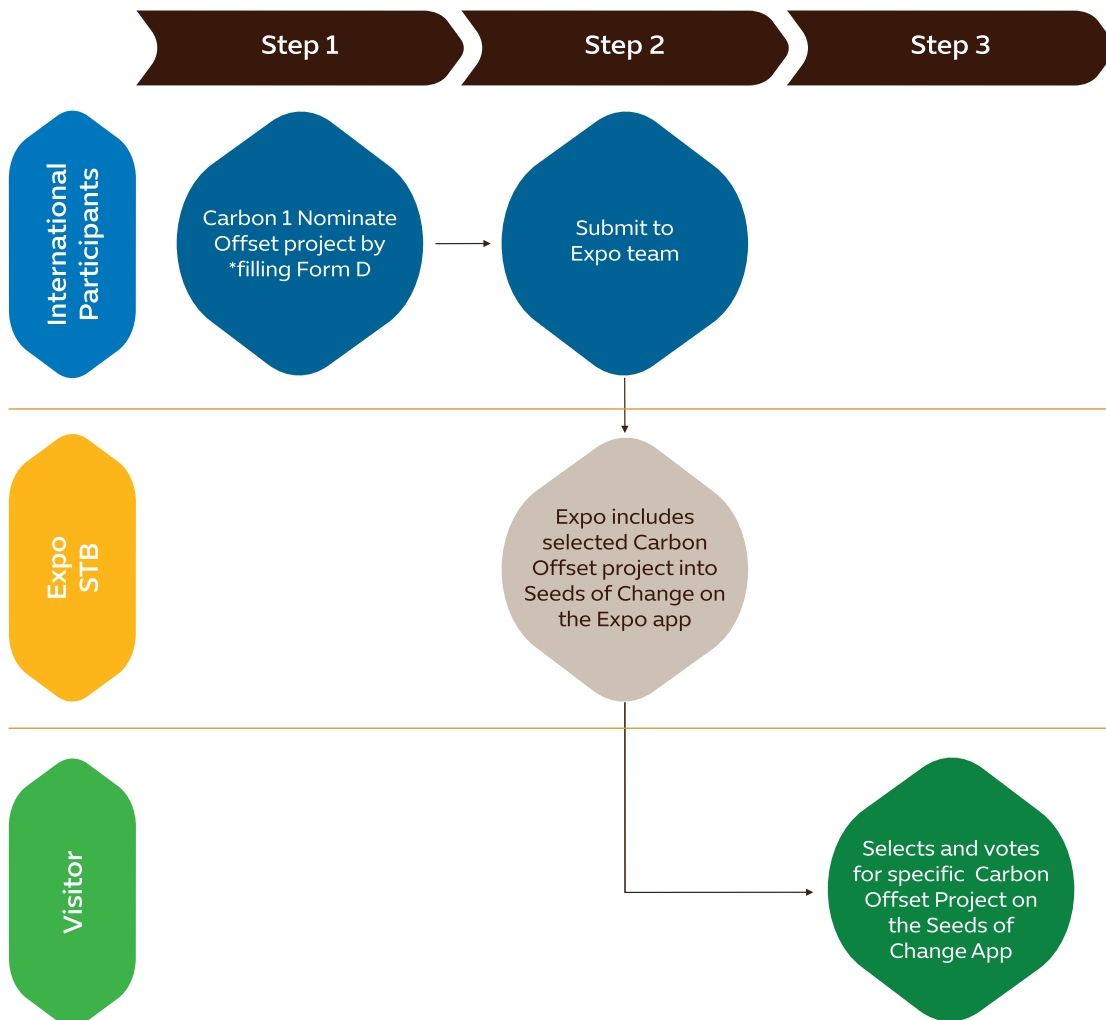 Step 1
Step 2
Step 3
International
Participants
Carbon 1 Nominate
Offset project by
*filling Form D
Submit to
Expo team
Expo
STB
Expo includes
selected Carbon
Offset project into
Seeds of Change on
the Expo app
Visitor
Selects and votes
for specific Carbon
Offset Project on
the Seeds of
Change App